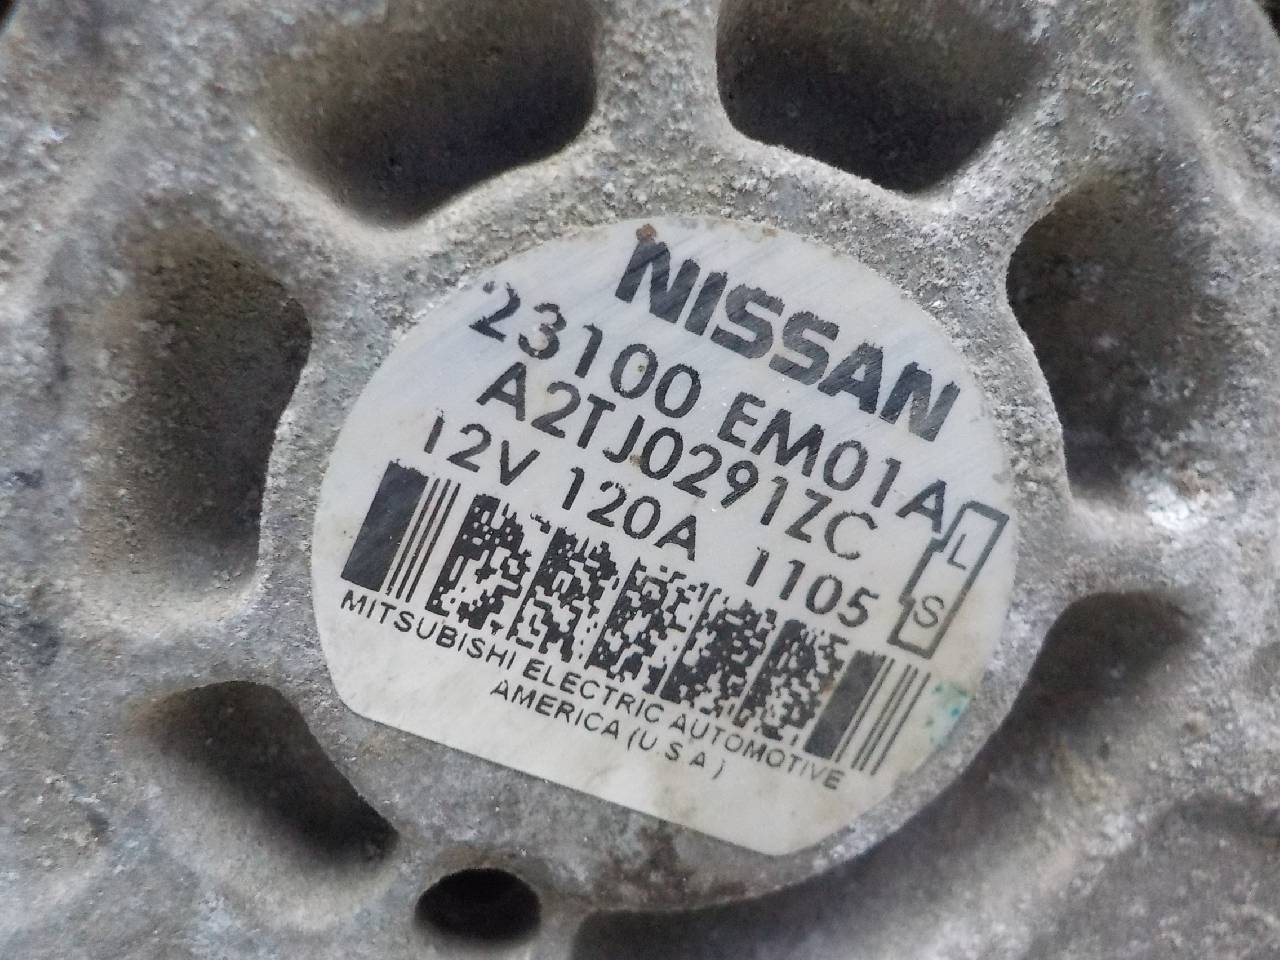 NISSAN
23100 EM01A
A2TJ0291ZC
12V 120A 1105
L
S
MITSUBISHI ELECTRIC AUTOMOTIVE
AMERICA (U S A)